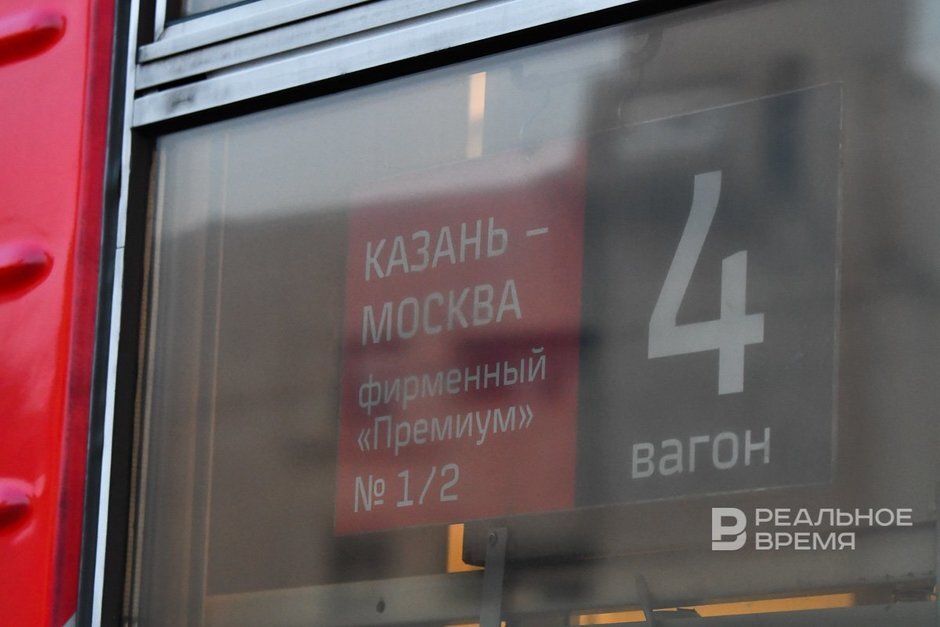 КАЗАНЬ –
МОСКВА
фирменный
«Премиум»
№ 1/2
4
вагон
РЕАЛЬНОЕ
ВРЕМЯ